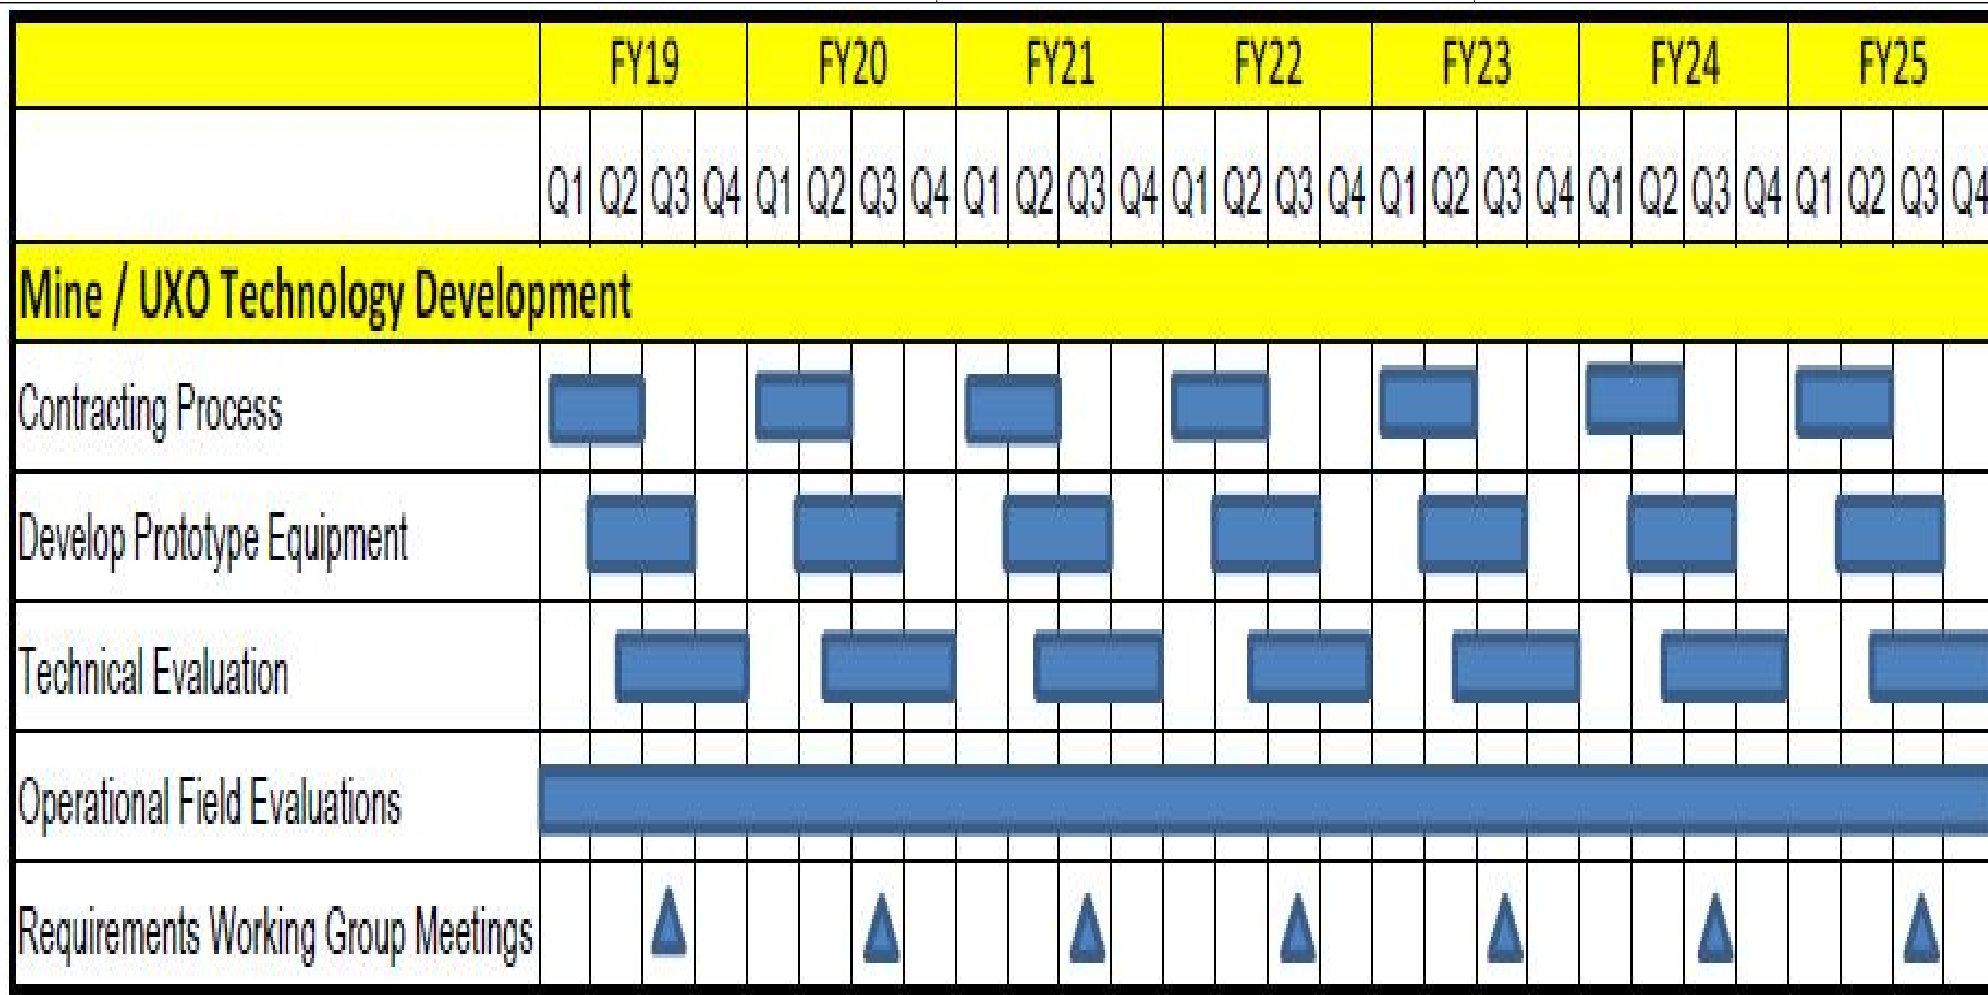 FY19 FY20 FY21 FY22 FY23 FY24 FY25
Q1 Q2 Q3 Q4 Q1 Q2 Q3 Q4 Q1 Q2 Q3 Q4 Q1 Q2 Q3 Q4 Q1 Q2 Q3 Q4 Q1 Q2 Q3 Q4 Q1 Q2 Q3 Q4
Mine / UXO Technology Development
Contracting Process
Develop Prototype Equipment
Technical Evaluation
Operational Field Evaluations
Requirements Working Group Meetings